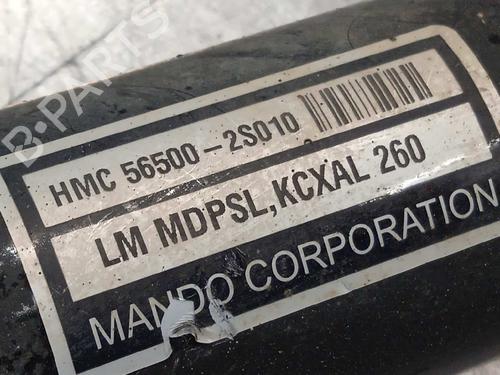 B-PARTS
HMC 56500-2S010
LM MDPSL,KCXAL 260
MANDO CORPORATION